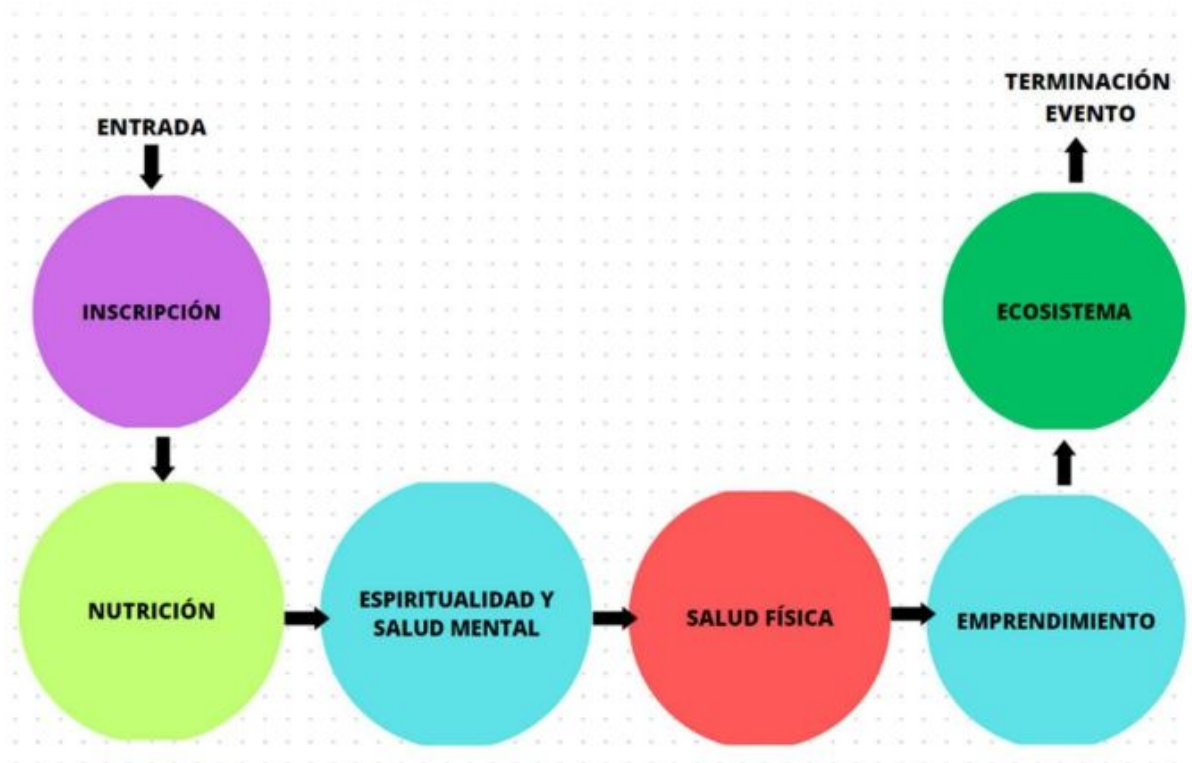 ENTRADA
INSCRIPCIÓN
NUTRICIÓN
ESPIRITUALIDAD Y
SALUD MENTAL
SALUD FÍSICA
EMPRENDIMIENTO
ECOSISTEMA
TERMINACIÓN
EVENTO